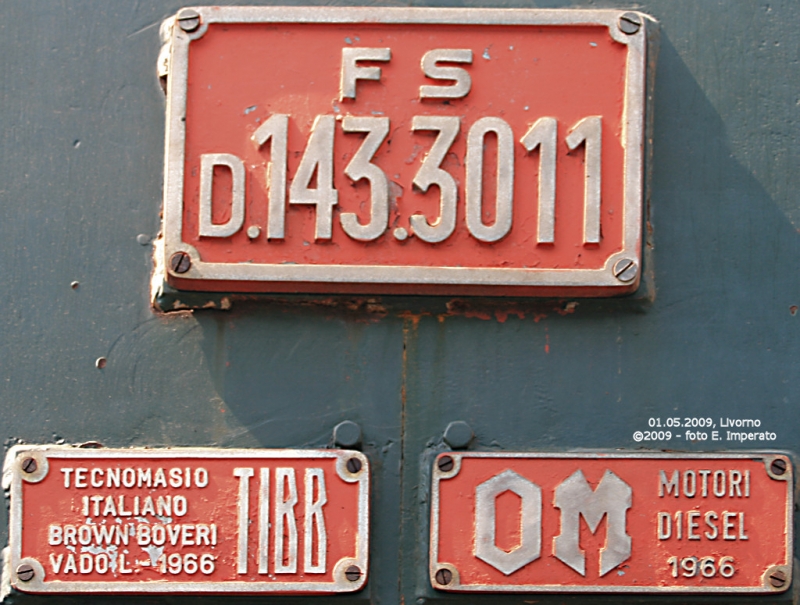 FS
D.143.3011
01.05.2009, Livorno
©2009 - foto E. Imperato
TECNOMASIO
ITALIANO
BROWN BOVERI
VADO L. - 1966
TIBB
OM
MOTORI
DIESEL
1966